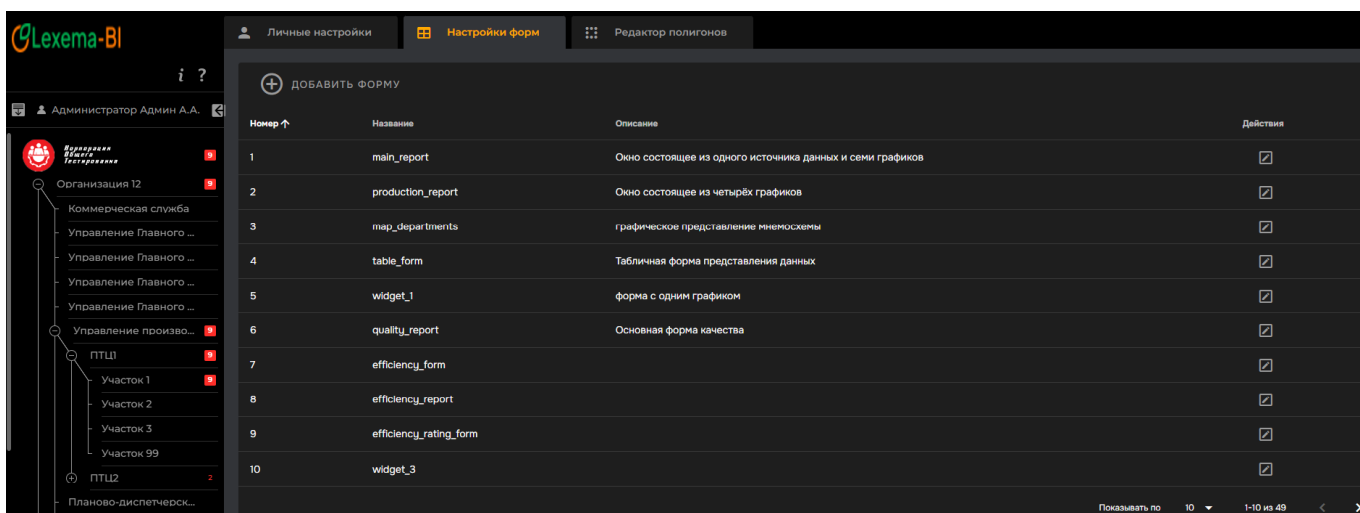 Lexema-BI
i ?
Администратор Админ А.А.
Корпорация
Общего
Тестирования
9
Организация 12
9
Коммерческая служба
Управление Главного ...
Управление Главного ...
Управление Главного ...
Управление Главного ...
Управление произво...
9
ПТЦ1
9
Участок 1
9
Участок 2
Участок 3
Участок 99
ПТЦ2
2
Планово-диспетчерск...
Личные настройки
Настройки форм
Редактор полигонов
ДОБАВИТЬ ФОРМУ
Номер Название Описание Действия
1 main_report Окно состоящее из одного источника данных и семи графиков
2 production_report Окно состоящее из четырёх графиков
3 map_departments графическое представление мнемосхемы
4 table_form Табличная форма представления данных
5 widget_1 форма с одним графиком
6 quality_report Основная форма качества
7 efficiency_form
8 efficiency_report
9 efficiency_rating_form
10 widget_3
Показывать по 10 1-10 из 49